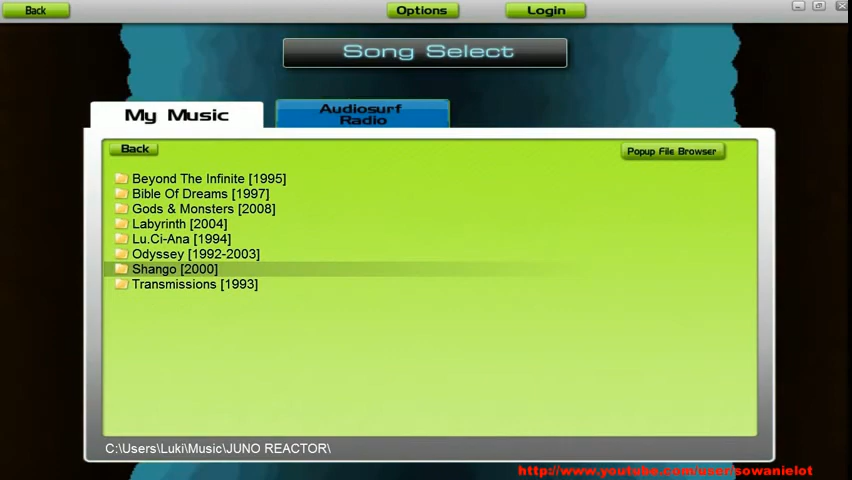 Back
Options
Login
Song Select
My Music
Audiosurf
Radio
Back
Popup File Browser
Beyond The Infinite [1995]
Bible Of Dreams [1997]
Gods & Monsters [2008]
Labyrinth [2004]
Lu.Ci-Ana [1994]
Odyssey [1992-2003]
Shango [2000]
Transmissions [1993]
C:\Users\Luki\Music\JUNO REACTOR\
http://www.youtube.com/user/sowanielot